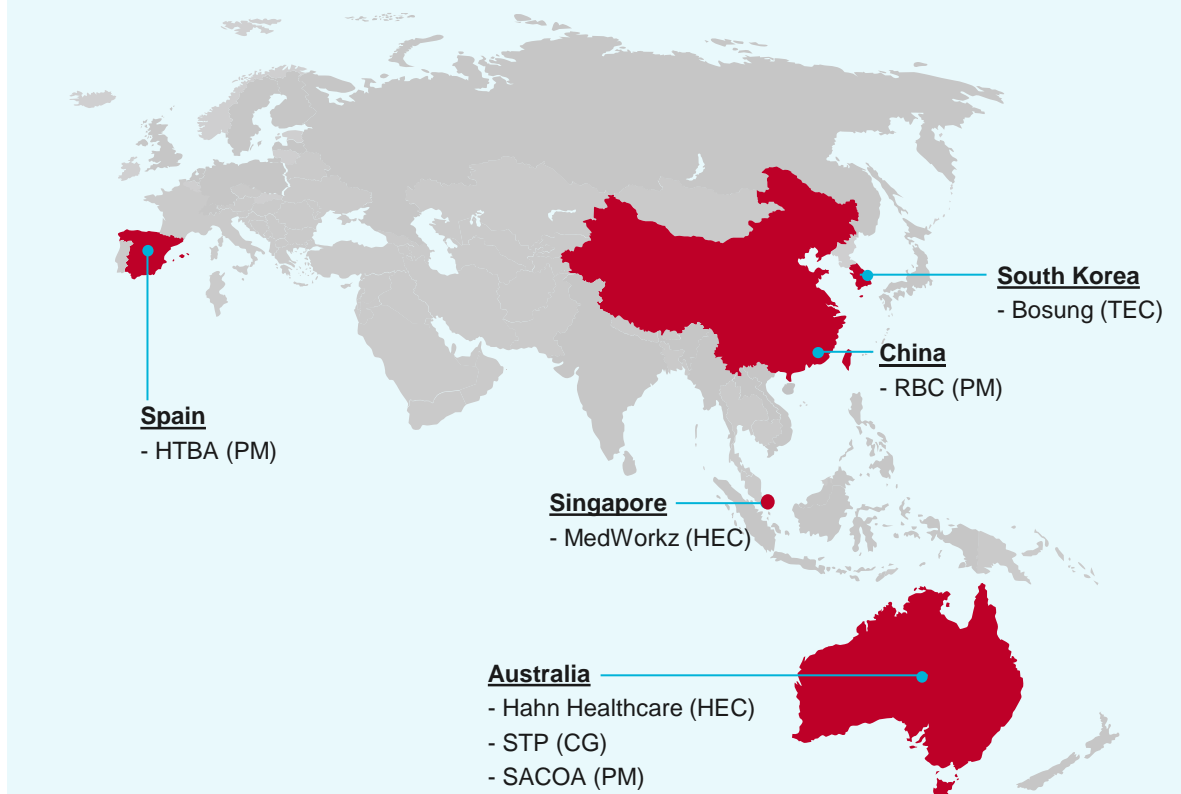 South Korea
- Bosung (TEC)
China
- RBC (PM)
Spain
- HTBA (PM)
Singapore
- MedWorkz (HEC)
Australia
- Hahn Healthcare (HEC)
- STP (CG)
- SACOA (PM)